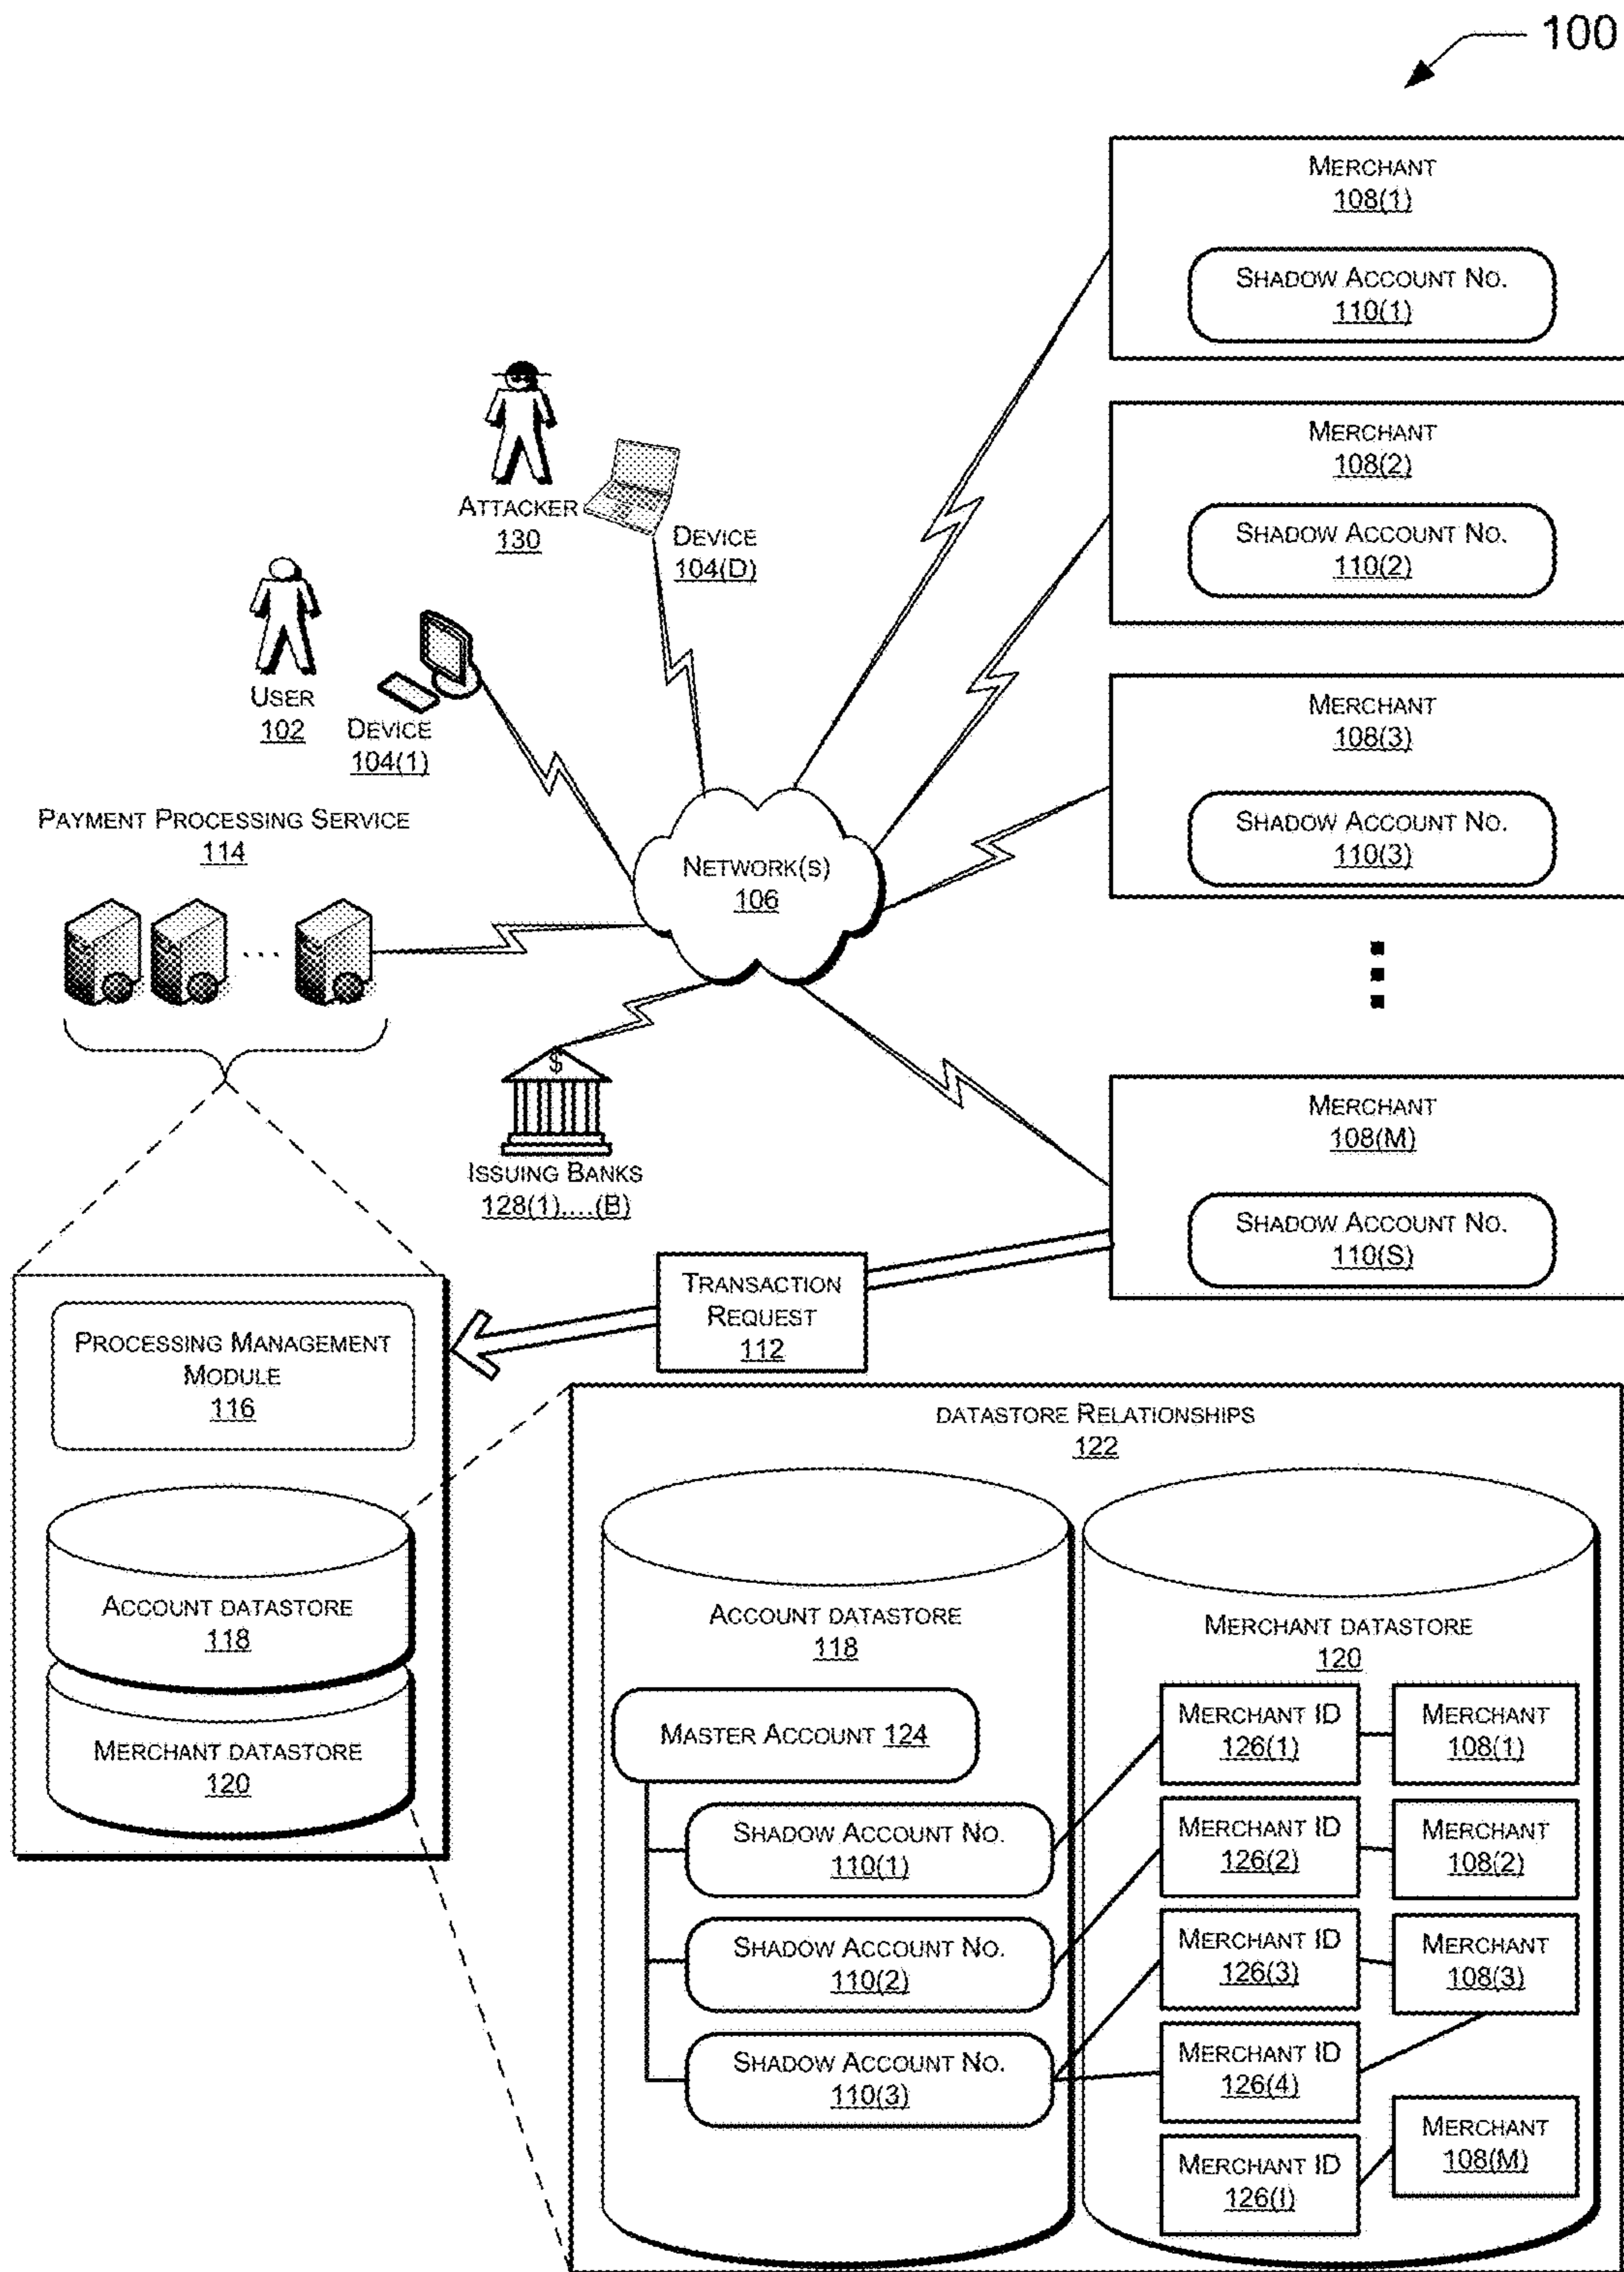 100
MERCHANT
108(1)
SHADOW ACCOUNT NO.
110(1)
MERCHANT
108(2)
SHADOW ACCOUNT NO.
110(2)
MERCHANT
108(3)
SHADOW ACCOUNT NO.
110(3)
ATTACKER
130
DEVICE
104(D)
USER
102
DEVICE
104(1)
PAYMENT PROCESSING SERVICE
114
...
NETWORK(S)
106
$
ISSUING BANKS
128(1)....(B)
MERCHANT
108(M)
SHADOW ACCOUNT NO.
110(S)
TRANSACTION
REQUEST
112
PROCESSING MANAGEMENT
MODULE
116
ACCOUNT DATASTORE
118
MERCHANT DATASTORE
120
DATASTORE RELATIONSHIPS
122
ACCOUNT DATASTORE
118
MASTER ACCOUNT 124
SHADOW ACCOUNT NO.
110(1)
SHADOW ACCOUNT NO.
110(2)
SHADOW ACCOUNT NO.
110(3)
MERCHANT DATASTORE
120
MERCHANT ID
126(1)
MERCHANT
108(1)
MERCHANT ID
126(2)
MERCHANT
108(2)
MERCHANT ID
126(3)
MERCHANT
108(3)
MERCHANT ID
126(4)
MERCHANT ID
126(I)
MERCHANT
108(M)